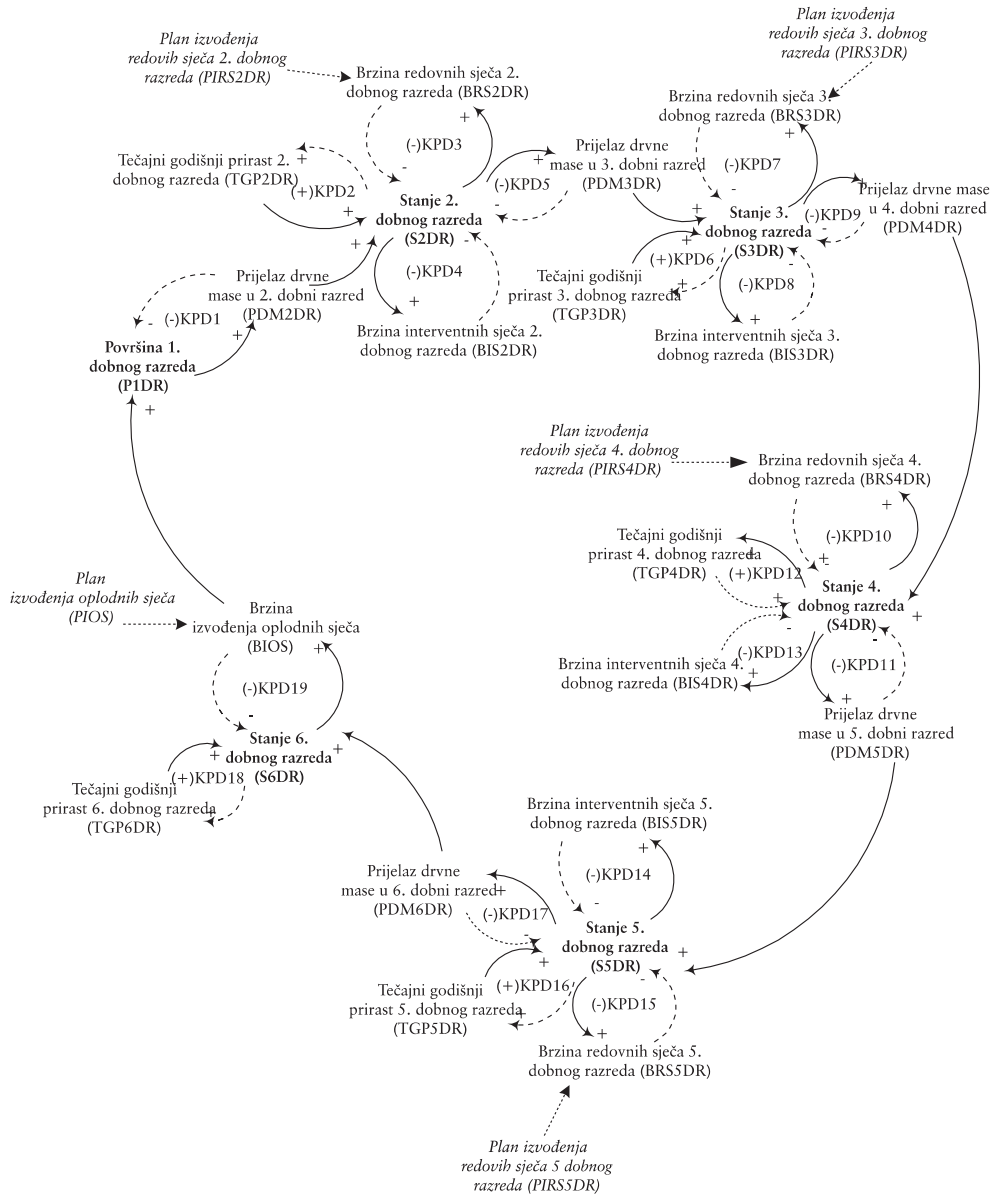 Plan izvođenja
redovih sječa 2. dobnog
razreda (PIRS2DR)
Brzina redovnih sječa 2.
dobnog razreda (BRS2DR)
+
(-)KPD3
-
Tečajni godišnji prirast 2.
dobnog razreda (TGP2DR)
+
(+)KPD2
+
Stanje 2.
dobnog razreda
(S2DR)
+
(-)KPD5
-
Prijelaz drvne
mase u 3. dobni razred
(PDM3DR)
+
-
(-)KPD4
+
Brzina interventnih sječa 2.
dobnog razreda (BIS2DR)
Prijelaz drvne
mase u 2. dobni razred
(PDM2DR)
-
(-)KPD1
+
Površina 1.
dobnog razreda
(P1DR)
+
Plan izvođenja
redovih sječa 3. dobnog
razreda (PIRS3DR)
Brzina redovnih sječa 3.
dobnog razreda (BRS3DR)
+
(-)KPD7
-
+
Stanje 3.
dobnog razreda
(S3DR)
+
(-)KPD9
-
Prijelaz drvne mase
u 4. dobni razred
(PDM4DR)
+
(+)KPD6
+
Tečajni godišnji
prirast 3. dobnog razreda
(TGP3DR)
-
(-)KPD8
+
Brzina interventnih sječa 3.
dobnog razreda (BIS3DR)
Plan izvođenja
redovih sječa 4. dobnog
razreda (PIRS4DR)
Brzina redovnih sječa 4.
dobnog razreda (BRS4DR)
+
(-)KPD10
-
Tečajni godišnji
prirast 4. dobnog razreda
(TGP4DR)
+
(+)KPD12
+
+
Stanje 4.
dobnog razreda
(S4DR)
+
-
(-)KPD13
+
Brzina interventnih sječa 4.
dobnog razreda (BIS4DR)
-
(-)KPD11
+
Prijelaz drvne
mase u 5. dobni razred
(PDM5DR)
Plan
izvođenja oplodnih sječa
(PIOS)
Brzina
izvođenja oplodnih sječa
(BIOS)
+
(-)KPD19
-
Stanje 6.
dobnog razreda
(S6DR)
+
+
(+)KPD18
+
Tečajni godišnji
prirast 6. dobnog razreda
(TGP6DR)
Brzina interventnih sječa 5.
dobnog razreda (BIS5DR)
+
(-)KPD14
-
Prijelaz drvne
mase u 6. dobni razred
(PDM6DR)
+
(-)KPD17
-
Stanje 5.
dobnog razreda
(S5DR)
+
+
(+)KPD16
+
Tečajni godišnji
prirast 5. dobnog razreda
(TGP5DR)
-
(-)KPD15
+
Brzina redovnih sječa 5.
dobnog razreda (BRS5DR)
Plan izvođenja
redovih sječa 5 dobnog
razreda (PIRS5DR)